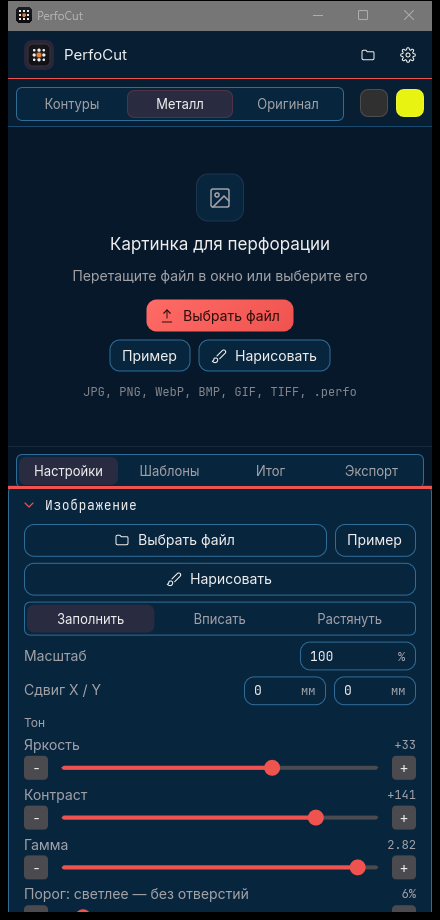 PerfoCut
PerfoCut
Контуры Металл Оригинал
Картинка для перфорации
Перетащите файл в окно или выберите его
Выбрать файл
Пример Нарисовать
JPG, PNG, WebP, BMP, GIF, TIFF, .perfo
Настройки Шаблоны Итог Экспорт
Изображение
Выбрать файл Пример
Нарисовать
Заполнить Вписать Растянуть
Масштаб 100 %
Сдвиг X / Y 0 мм 0 мм
Тон
Яркость +33
- +
Контраст +141
- +
Гамма 2.82
- +
Порог: светлее — без отверстий 6%